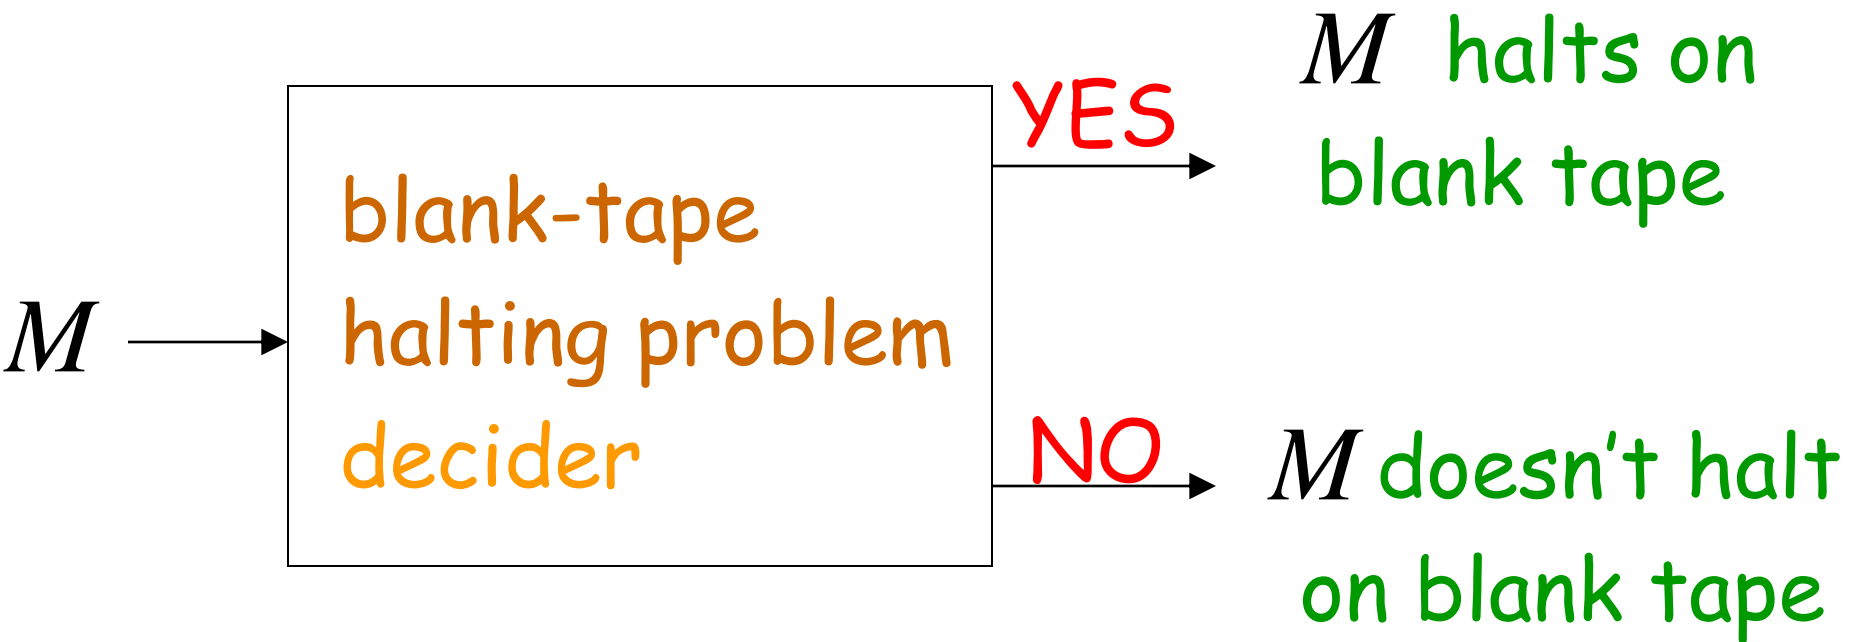 M
blank-tape
halting problem
decider
YES
M halts on
blank tape
NO
M doesn’t halt
on blank tape